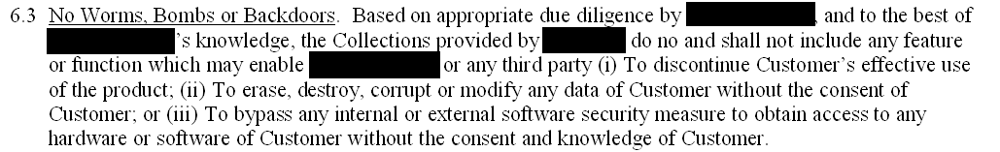 6.3 No Worms, Bombs or Backdoors. Based on appropriate due diligence by , and to the best of
's knowledge, the Collections provided by do no and shall not include any feature
or function which may enable or any third party (i) To discontinue Customer's effective use
of the product; (ii) To erase, destroy, corrupt or modify any data of Customer without the consent of
Customer; or (iii) To bypass any internal or external software security measure to obtain access to any
hardware or software of Customer without the consent and knowledge of Customer.